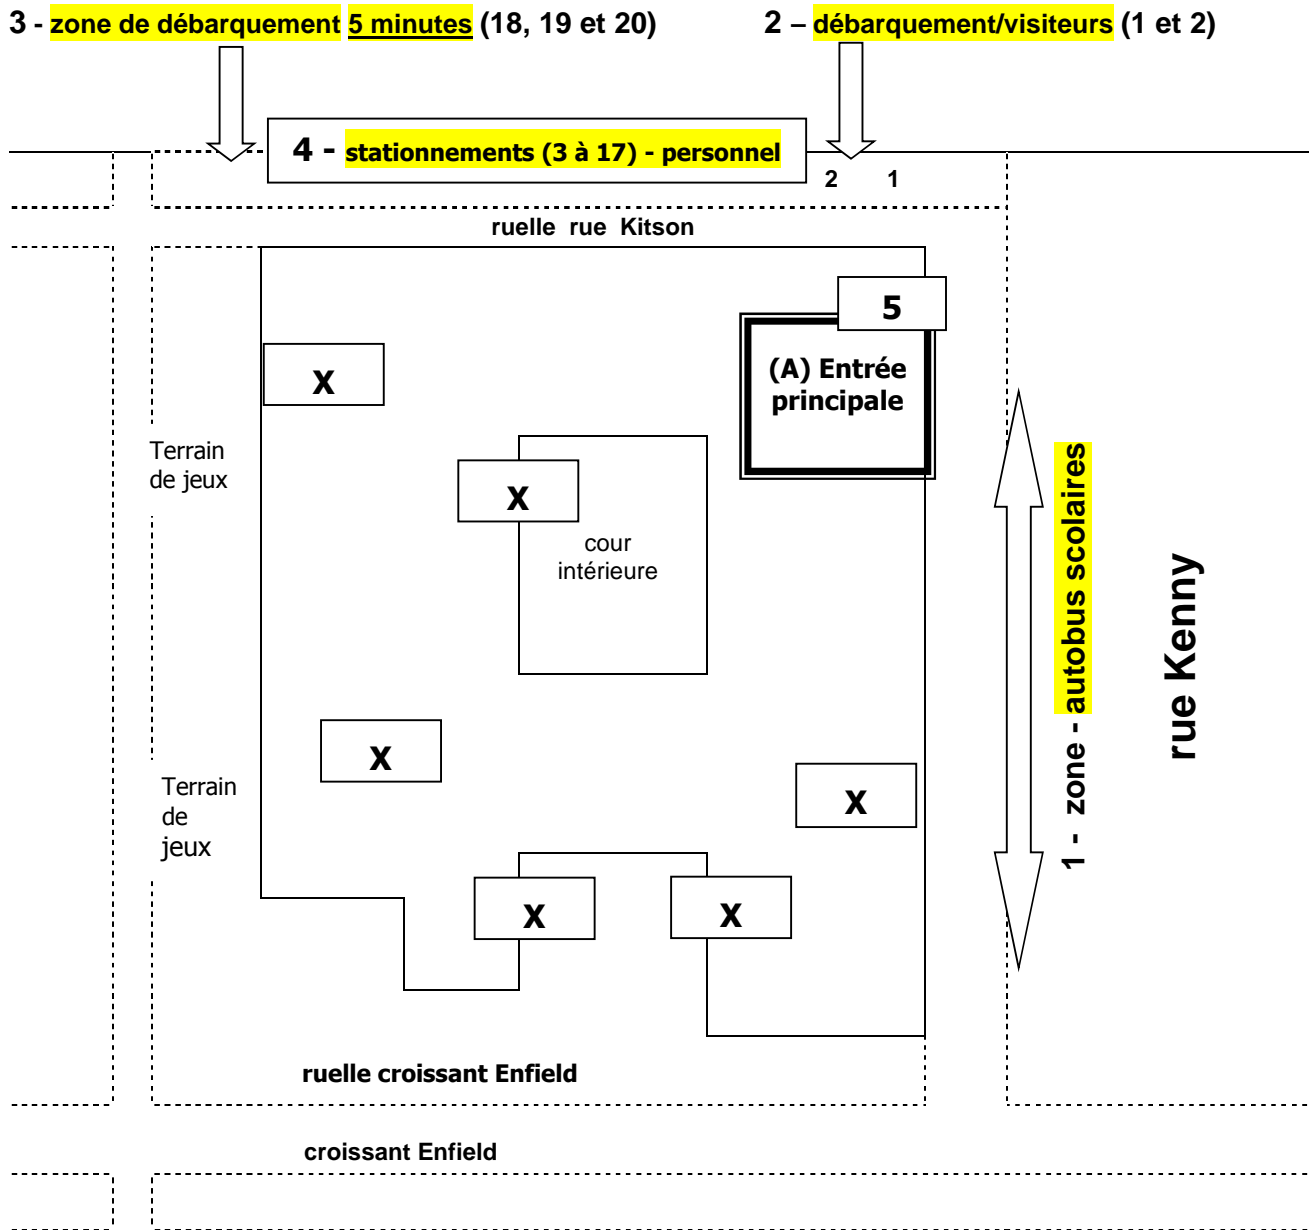 3 - zone de débarquement 5 minutes (18, 19 et 20)
2 – débarquement/visiteurs (1 et 2)
4 - stationnements (3 à 17) - personnel
2 1
ruelle rue Kitson
5
(A) Entrée
principale
X
Terrain
de jeux
X
cour
intérieure
1 - zone - autobus scolaires
rue Kenny
X
Terrain
de
jeux
X
X
X
ruelle croissant Enfield
croissant Enfield